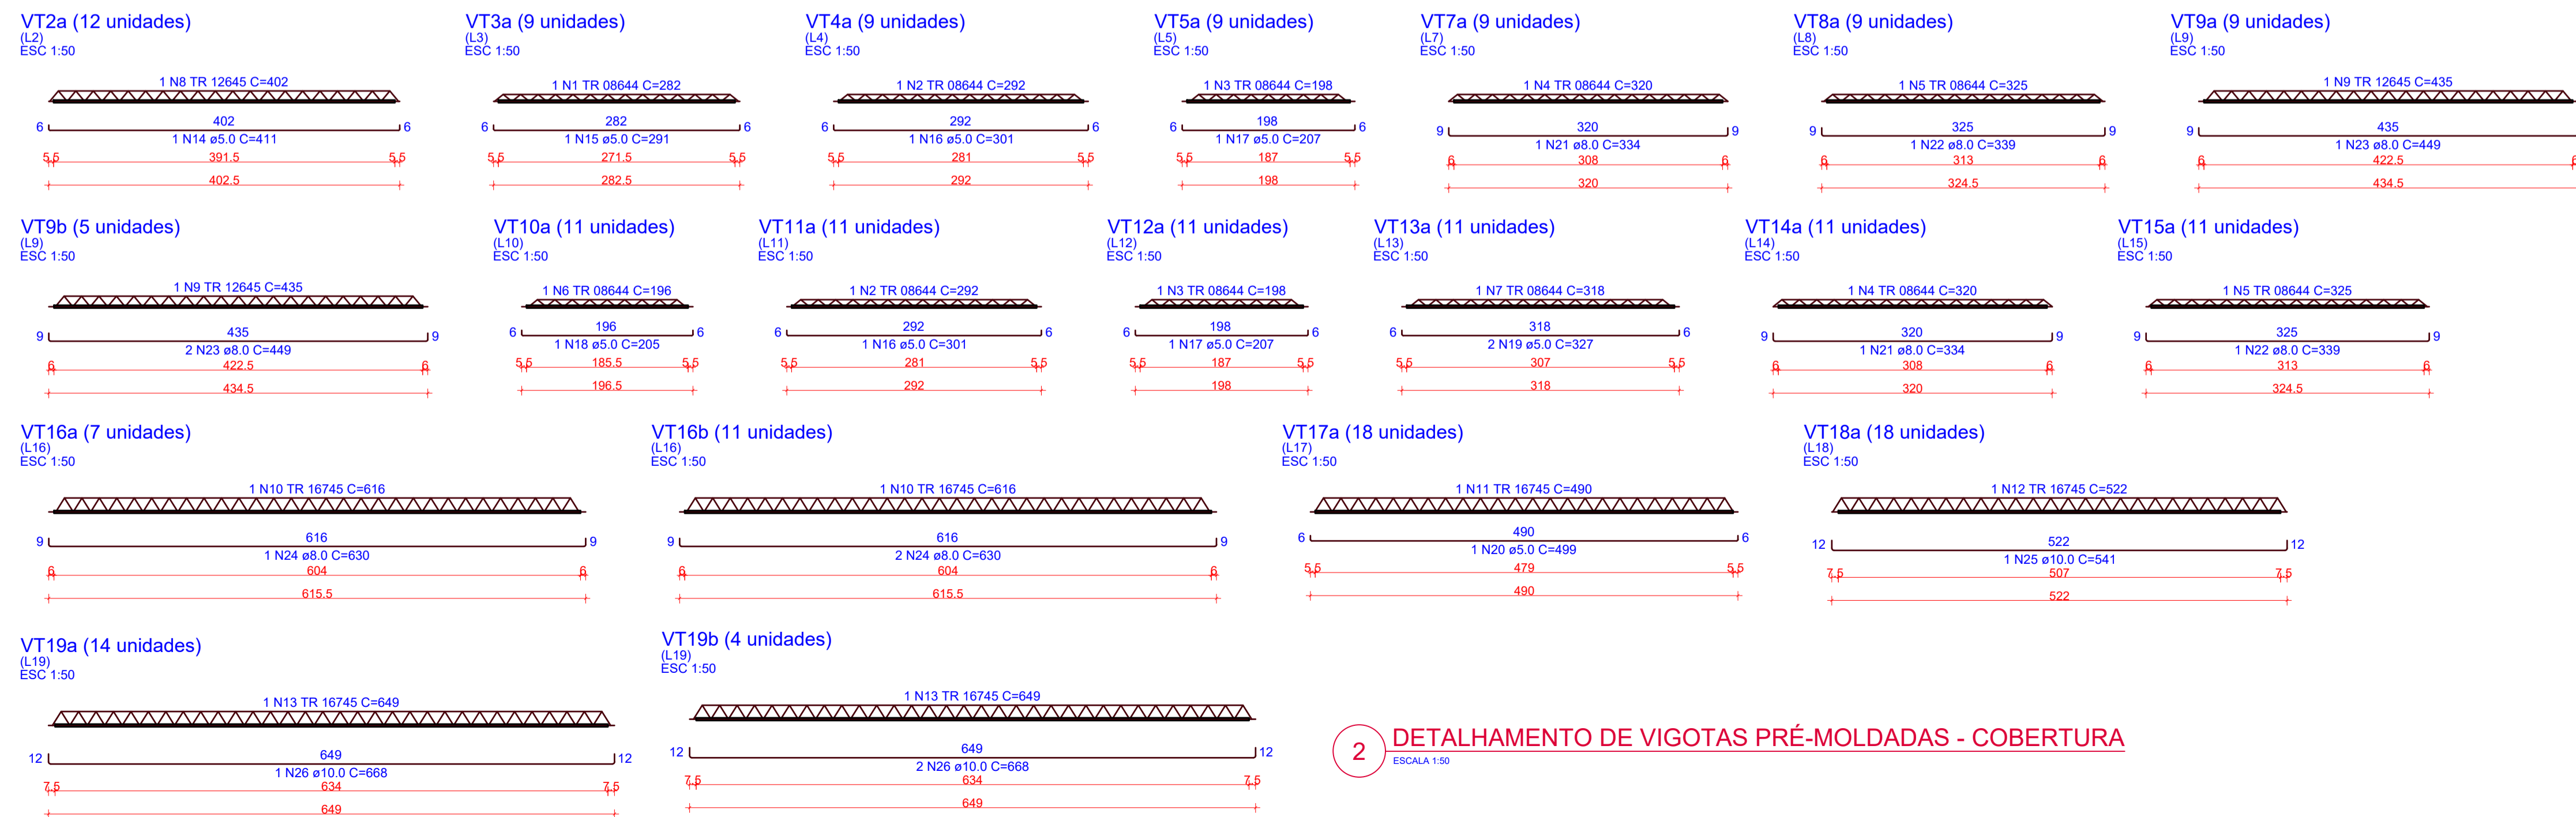 VT2a (12 unidades)
(L2)
ESC 1:50
1 N8 TR 12645 C=402
6 402 6
1 N14 ø5.0 C=411
5.5 391.5 5.5
402.5
VT3a (9 unidades)
(L3)
ESC 1:50
1 N1 TR 08644 C=282
6 282 6
1 N15 ø5.0 C=291
5.5 271.5 5.5
282.5
VT4a (9 unidades)
(L4)
ESC 1:50
1 N2 TR 08644 C=292
6 292 6
1 N16 ø5.0 C=301
5.5 281 5.5
292
VT5a (9 unidades)
(L5)
ESC 1:50
1 N3 TR 08644 C=198
6 198 6
1 N17 ø5.0 C=207
5.5 187 5.5
198
VT7a (9 unidades)
(L7)
ESC 1:50
1 N4 TR 08644 C=320
9 320 9
1 N21 ø8.0 C=334
6 308 6
320
VT8a (9 unidades)
(L8)
ESC 1:50
1 N5 TR 08644 C=325
9 325 9
1 N22 ø8.0 C=339
6 313 6
324.5
VT9a (9 unidades)
(L9)
ESC 1:50
1 N9 TR 12645 C=435
9 435
1 N23 ø8.0 C=449
6 422.5 6
434.5
VT9b (5 unidades)
(L9)
ESC 1:50
1 N9 TR 12645 C=435
9 435 9
2 N23 ø8.0 C=449
6 422.5 6
434.5
VT10a (11 unidades)
(L10)
ESC 1:50
1 N6 TR 08644 C=196
6 196 6
1 N18 ø5.0 C=205
5.5 185.5 5.5
196.5
VT11a (11 unidades)
(L11)
ESC 1:50
1 N2 TR 08644 C=292
6 292 6
1 N16 ø5.0 C=301
5.5 281 5.5
292
VT12a (11 unidades)
(L12)
ESC 1:50
1 N3 TR 08644 C=198
6 198 6
1 N17 ø5.0 C=207
5.5 187 5.5
198
VT13a (11 unidades)
(L13)
ESC 1:50
1 N7 TR 08644 C=318
6 318 6
2 N19 ø5.0 C=327
5.5 307 5.5
318
VT14a (11 unidades)
(L14)
ESC 1:50
1 N4 TR 08644 C=320
9 320 9
1 N21 ø8.0 C=334
6 308 6
320
VT15a (11 unidades)
(L15)
ESC 1:50
1 N5 TR 08644 C=325
9 325 9
1 N22 ø8.0 C=339
6 313 6
324.5
VT16a (7 unidades)
(L16)
ESC 1:50
1 N10 TR 16745 C=616
9 616 9
1 N24 ø8.0 C=630
6 604 6
615.5
VT16b (11 unidades)
(L16)
ESC 1:50
1 N10 TR 16745 C=616
9 616 9
2 N24 ø8.0 C=630
6 604 6
615.5
VT17a (18 unidades)
(L17)
ESC 1:50
1 N11 TR 16745 C=490
6 490 6
1 N20 ø5.0 C=499
5.5 479 5.5
490
VT18a (18 unidades)
(L18)
ESC 1:50
1 N12 TR 16745 C=522
12 522 12
1 N25 ø10.0 C=541
7.5 507 7.5
522
VT19a (14 unidades)
(L19)
ESC 1:50
1 N13 TR 16745 C=649
12 649 12
1 N26 ø10.0 C=668
7.5 634 7.5
649
VT19b (4 unidades)
(L19)
ESC 1:50
1 N13 TR 16745 C=649
12 649 12
2 N26 ø10.0 C=668
7.5 634 7.5
649
2 DETALHAMENTO DE VIGOTAS PRÉ-MOLDADAS - COBERTURA
ESCALA 1:50